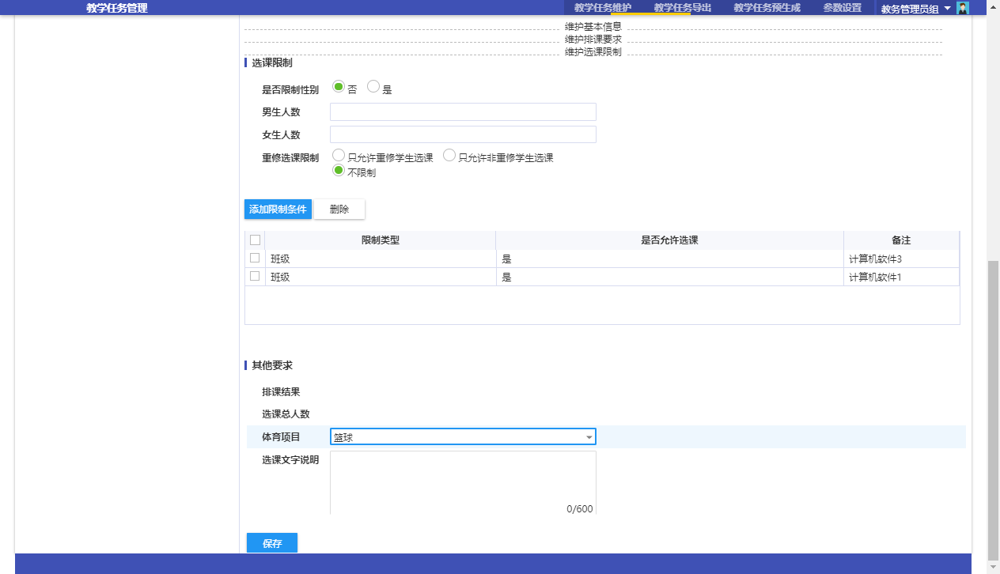 教学任务管理 教学任务维护 教学任务导出 教学任务预生成 参数设置 教务管理员组
维护基本信息
维护排课要求
维护选课限制
选课限制
是否限制性别 否 是
男生人数
女生人数
重修选课限制 只允许重修学生选课 只允许非重修学生选课
不限制
添加限制条件 删除
限制类型 是否允许选课 备注
班级 是 计算机软件3
班级 是 计算机软件1
其他要求
排课结果
选课总人数
体育项目 篮球
选课文字说明
0/600
保存